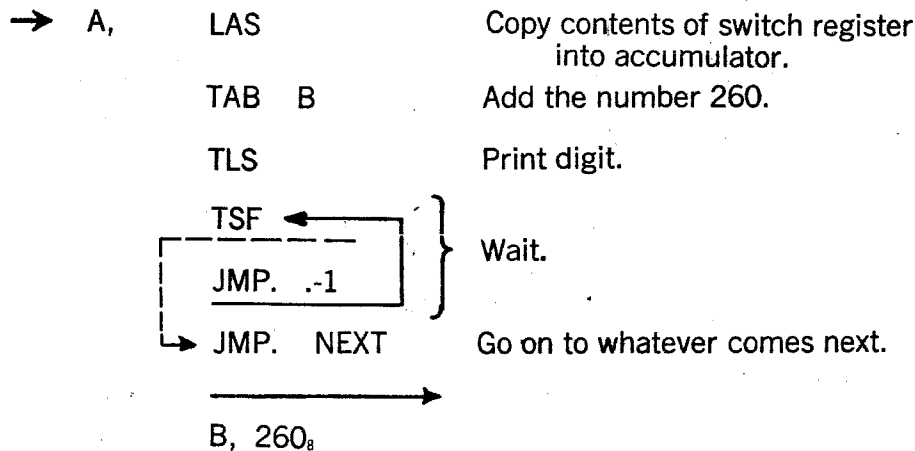 → A, LAS Copy contents of switch register
into accumulator.
TAB B Add the number 260.
TLS Print digit.
TSF
Wait.
JMP. .-1
JMP. NEXT Go on to whatever comes next.
B, 260₈